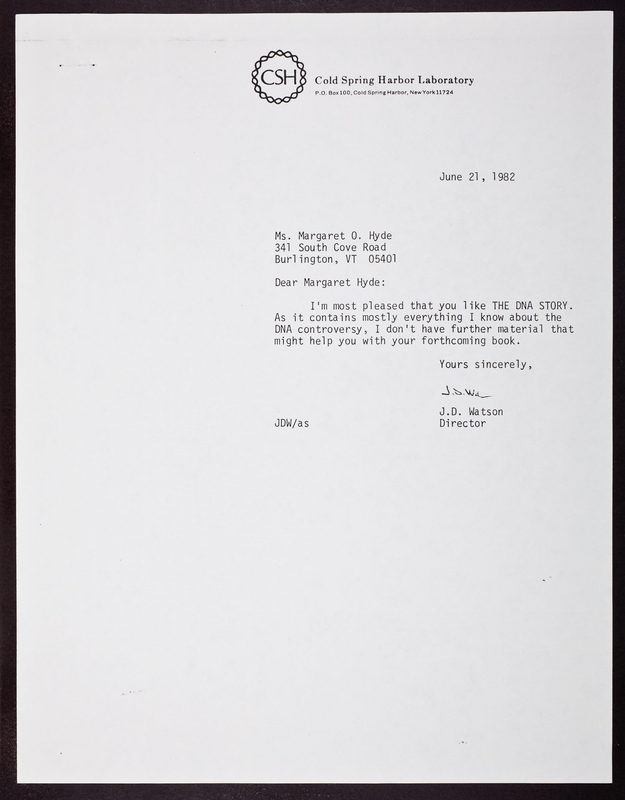 CSH
Cold Spring Harbor Laboratory
P.O. Box 100, Cold Spring Harbor, New York 11724
June 21, 1982
Ms. Margaret O. Hyde
341 South Cove Road
Burlington, VT  05401
Dear Margaret Hyde:
I'm most pleased that you like THE DNA STORY.
As it contains mostly everything I know about the
DNA controversy, I don't have further material that
might help you with your forthcoming book.
Yours sincerely,
J.D. Wa
J.D. Watson
JDW/as Director